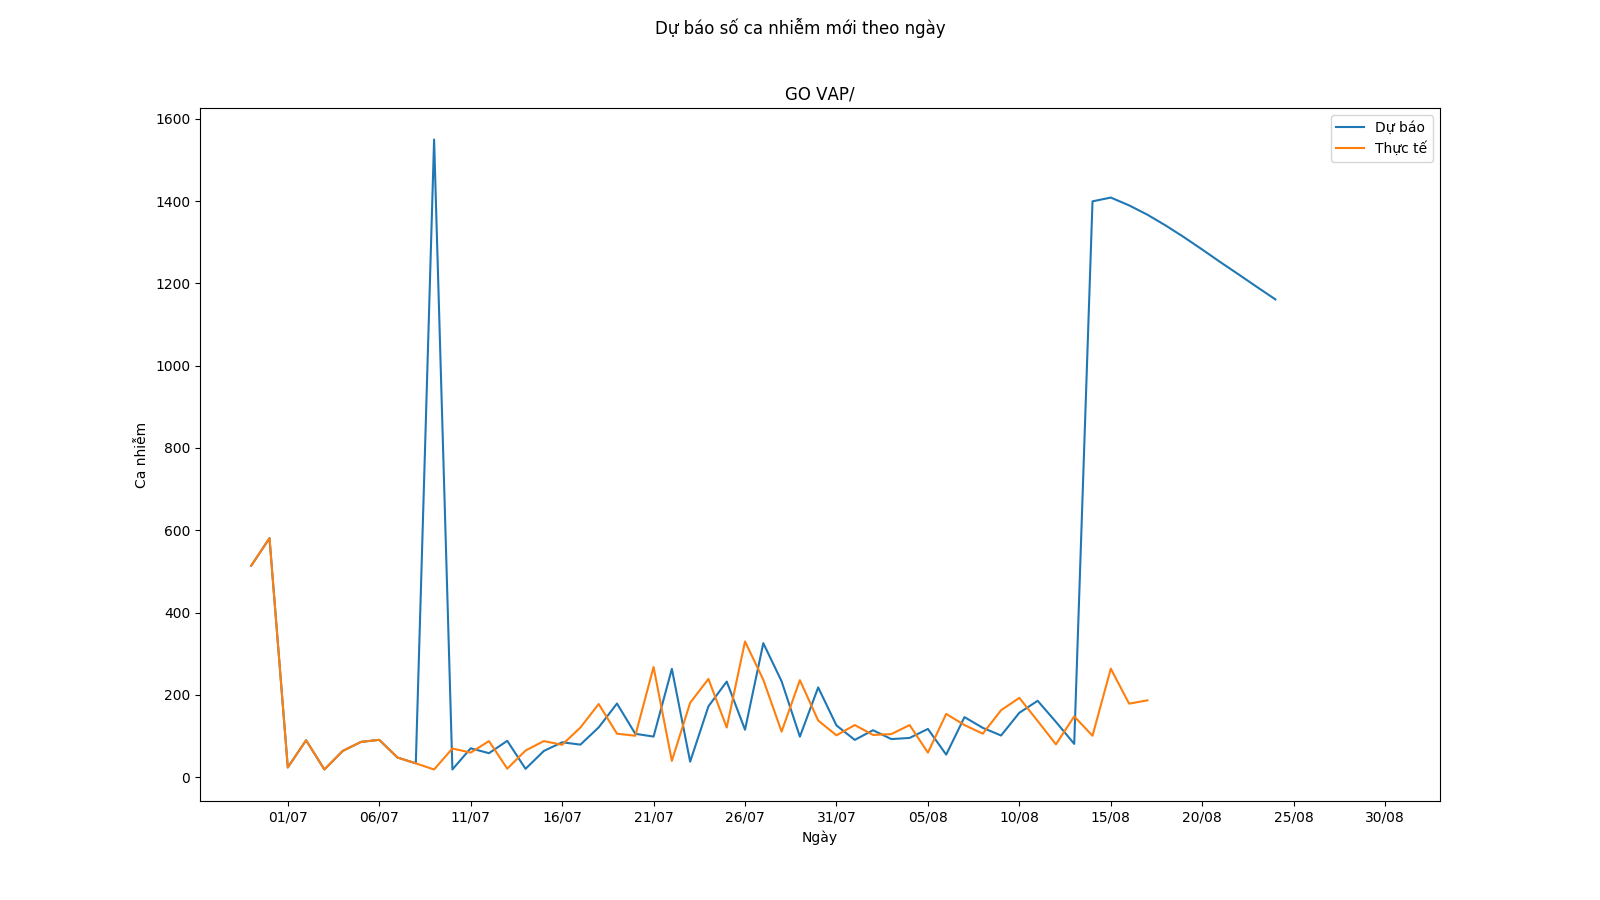 Dự báo số ca nhiễm mới theo ngày
GO VAP/
Dự báo
Thực tế
1600
1400
1200
1000
800
600
400
200
0
Ca nhiễm
01/07 06/07 11/07 16/07 21/07 26/07 31/07 05/08 10/08 15/08 20/08 25/08 30/08
Ngày